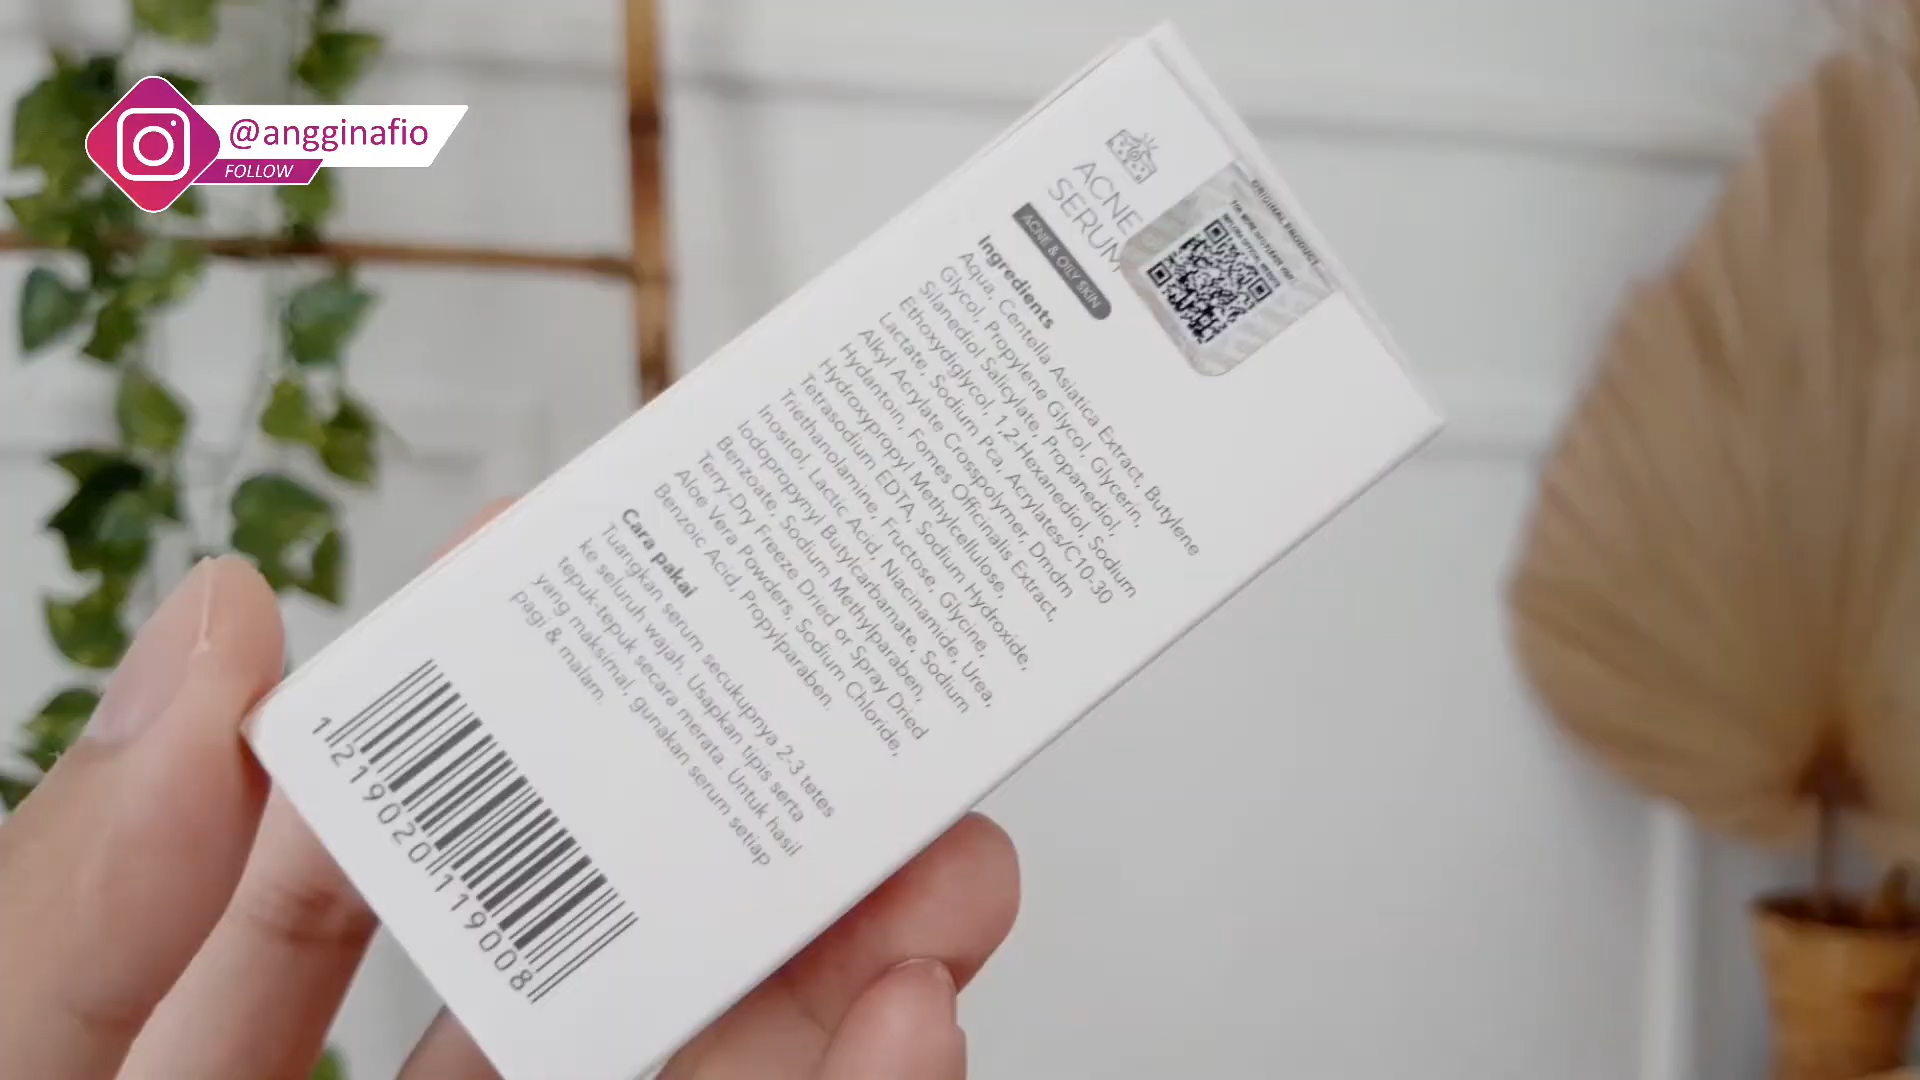 @angginafio
FOLLOW
ACNE
SERUM
ACNE & OILY SKIN
ORIGINAL PRODUCT
Ingredients
Aqua, Centella Asiatica Extract, Butylene
Glycol, Propylene Glycol, Glycerin,
Silanediol Salicylate, Propanediol,
Ethoxydiglycol, 1,2-Hexanediol, Sodium
Lactate, Sodium Pca, Acrylates/C10-30
Alkyl Acrylate Crosspolymer, Dmdm
Hydantoin, Fomes Officinalis Extract,
Hydroxypropyl Methylcellulose,
Tetrasodium EDTA, Sodium Hydroxide,
Triethanolamine, Fructose, Glycine,
Inositol, Lactic Acid, Niacinamide, Urea,
Iodopropynyl Butylcarbamate, Sodium
Benzoate, Sodium Methylparaben,
Terry-Dry Freeze Dried or Spray Dried
Aloe Vera Powders, Sodium Chloride,
Benzoic Acid, Propylparaben.
Cara pakai
Tuangkan serum secukupnya 2-3 tetes
ke seluruh wajah. Usapkan tipis serta
tepuk-tepuk secara merata. Untuk hasil
yang maksimal, gunakan serum setiap
pagi & malam.
1219020119008